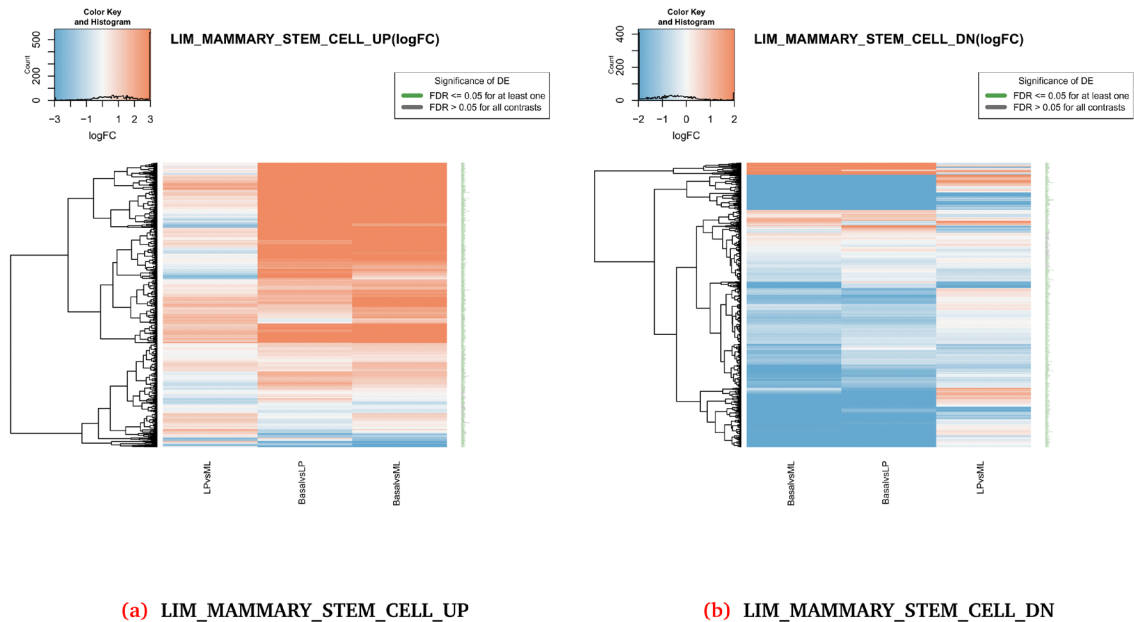 Color Key
and Histogram
LIM_MAMMARY_STEM_CELL_UP(logFC)
Count
0 200 500
−3 −1 1 2 3
logFC
Significance of DE
FDR <= 0.05 for at least one
FDR > 0.05 for all contrasts
LPvsML
BasalvsLP
BasalvsML
(a) LIM_MAMMARY_STEM_CELL_UP
Color Key
and Histogram
LIM_MAMMARY_STEM_CELL_DN(logFC)
Count
0 200 400
−2 −1 0 1 2
logFC
Significance of DE
FDR <= 0.05 for at least one
FDR > 0.05 for all contrasts
BasalvsML
BasalvsLP
LPvsML
(b) LIM_MAMMARY_STEM_CELL_DN